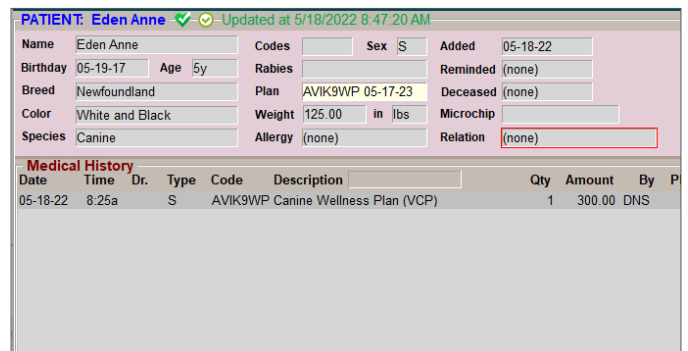 PATIENT: Eden Anne Updated at 5/18/2022 8:47:20 AM
Name Eden Anne Codes Sex S Added 05-18-22
Birthday 05-19-17 Age 5y Rabies Reminded (none)
Breed Newfoundland Plan AVIK9WP 05-17-23 Deceased (none)
Color White and Black Weight 125.00 in lbs Microchip
Species Canine Allergy (none) Relation (none)
Medical History
Date Time Dr. Type Code Description Qty Amount By
05-18-22 8:25a S AVIK9WP Canine Wellness Plan (VCP) 1 300.00 DNS